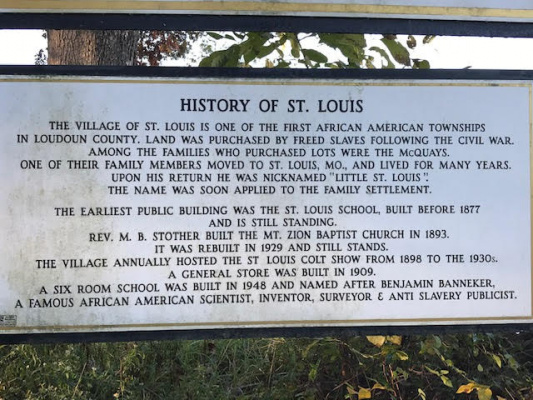 HISTORY OF ST. LOUIS
THE VILLAGE OF ST. LOUIS IS ONE OF THE FIRST AFRICAN AMERICAN TOWNSHIPS
IN LOUDOUN COUNTY. LAND WAS PURCHASED BY FREED SLAVES FOLLOWING THE CIVIL WAR.
AMONG THE FAMILIES WHO PURCHASED LOTS WERE THE McQUAYS.
ONE OF THEIR FAMILY MEMBERS MOVED TO ST. LOUIS, MO., AND LIVED FOR MANY YEARS.
UPON HIS RETURN HE WAS NICKNAMED "LITTLE ST. LOUIS".
THE NAME WAS SOON APPLIED TO THE FAMILY SETTLEMENT.
THE EARLIEST PUBLIC BUILDING WAS THE ST. LOUIS SCHOOL, BUILT BEFORE 1877
AND IS STILL STANDING.
REV. M. B. STOTHER BUILT THE MT. ZION BAPTIST CHURCH IN 1893.
IT WAS REBUILT IN 1929 AND STILL STANDS.
THE VILLAGE ANNUALLY HOSTED THE ST LOUIS COLT SHOW FROM 1898 TO THE 1930s.
A GENERAL STORE WAS BUILT IN 1909.
A SIX ROOM SCHOOL WAS BUILT IN 1948 AND NAMED AFTER BENJAMIN BANNEKER,
A FAMOUS AFRICAN AMERICAN SCIENTIST, INVENTOR, SURVEYOR & ANTI SLAVERY PUBLICIST.